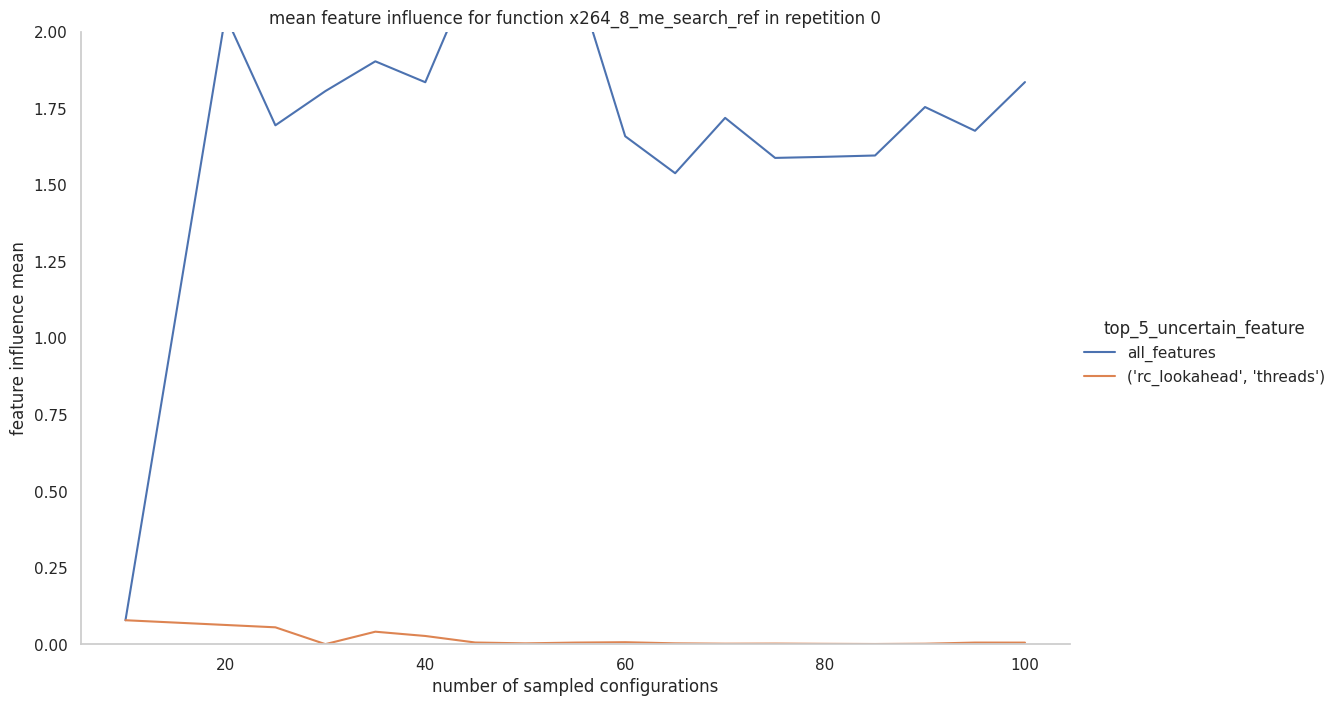 mean feature influence for function x264_8_me_search_ref in repetition 0
2.00
1.75
1.50
1.25
1.00
0.75
0.50
0.25
0.00
feature influence mean
20
40
60
80
100
number of sampled configurations
top_5_uncertain_feature
all_features
('rc_lookahead', 'threads')